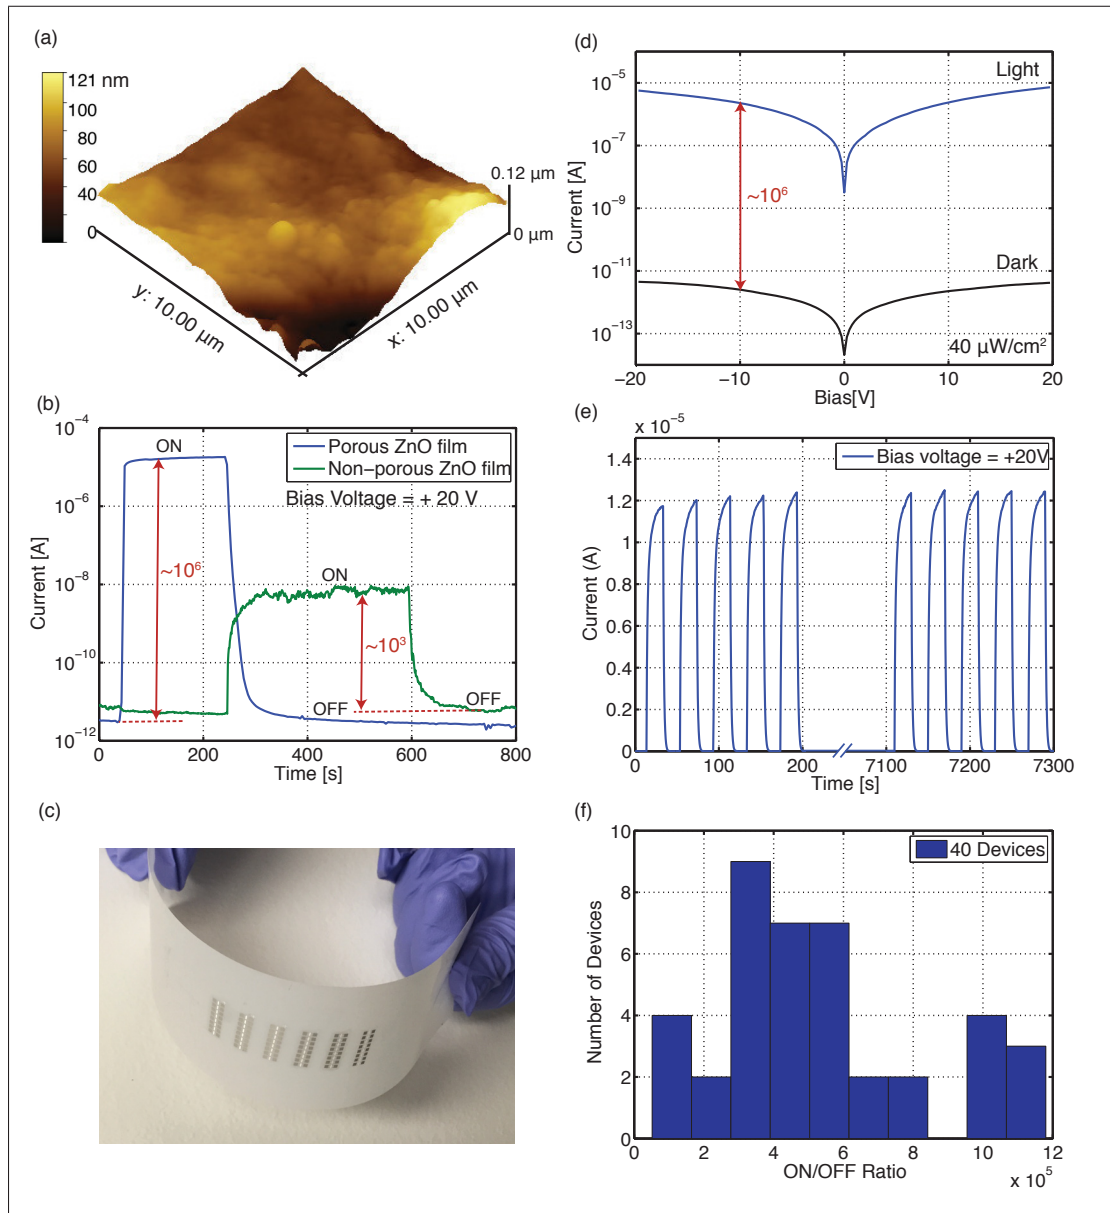 (a)
121 nm
100
80
60
40
0
0.12 µm
0 µm
y: 10.00 µm
x: 10.00 µm
(b)
Current [A]
10⁻⁴
10⁻⁶
10⁻⁸
10⁻¹⁰
10⁻¹²
ON
Porous ZnO film
Non−porous ZnO film
Bias Voltage = + 20 V
~10⁶
ON
~10³
OFF
OFF
0 200 400 600 800
Time [s]
(c)
(d)
Current [A]
10⁻⁵
10⁻⁷
10⁻⁹
10⁻¹¹
10⁻¹³
Light
~10⁶
Dark
40 µW/cm²
−20 −10 0 10 20
Bias[V]
(e)
x 10⁻⁵
Current (A)
1.4
1.2
1.0
0.8
0.6
0.4
0.2
0
Bias voltage = +20V
0 100 200 7100 7200 7300
Time [s]
(f)
Number of Devices
10
8
6
4
2
0
40 Devices
0 2 4 6 8 10 12
ON/OFF Ratio
x 10⁵